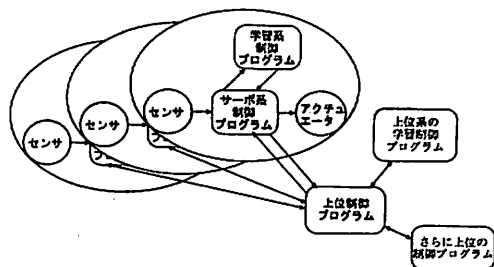 学習系
制御
プログラム
センサ
サーボ系
制御
プログラム
アクチュ
エータ
センサ
センサ
プ
上位系の
学習制御
プログラム
上位制御
プログラム
さらに上位の
制御プログラム